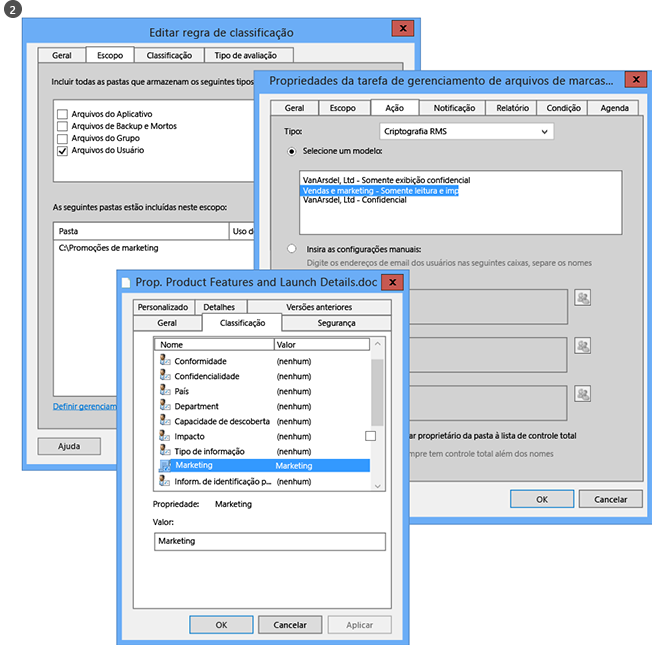 2
Editar regra de classificação
x
Geral
Escopo
Classificação
Tipo de avaliação
Incluir todas as pastas que armazenam os seguintes tipos
Arquivos do Aplicativo
Arquivos de Backup e Mortos
Arquivos do Grupo
Arquivos do Usuário
As seguintes pastas estão incluídas neste escopo:
Pasta
Uso d
C:\Promoções de marketing
Definir gerenciam
Ajuda
Propriedades da tarefa de gerenciamento de arquivos de marcas...
x
Geral
Escopo
Ação
Notificação
Relatório
Condição
Agenda
Tipo:
Criptografia RMS
Selecione um modelo:
VanArsdel, Ltd - Somente exibição confidencial
Vendas e marketing - Somente leitura e imp
VanArsdel, Ltd - Confidencial
Insira as configurações manuais:
Digite os endereços de email dos usuários nas seguintes caixas, separe os nomes
ar proprietário da pasta à lista de controle total
mpre tem controle total além dos nomes
OK
Cancelar
Prop. Product Features and Launch Details.doc
x
Personalizado
Detalhes
Versões anteriores
Geral
Classificação
Segurança
Nome
Valor
Conformidade
(nenhum)
Confidencialidade
(nenhum)
País
(nenhum)
Department
(nenhum)
Capacidade de descoberta
(nenhum)
Impacto
(nenhum)
Tipo de informação
(nenhum)
Marketing
Marketing
Inform. de identificação p...
(nenhum)
Propriedade:
Marketing
Valor:
Marketing
OK
Cancelar
Aplicar